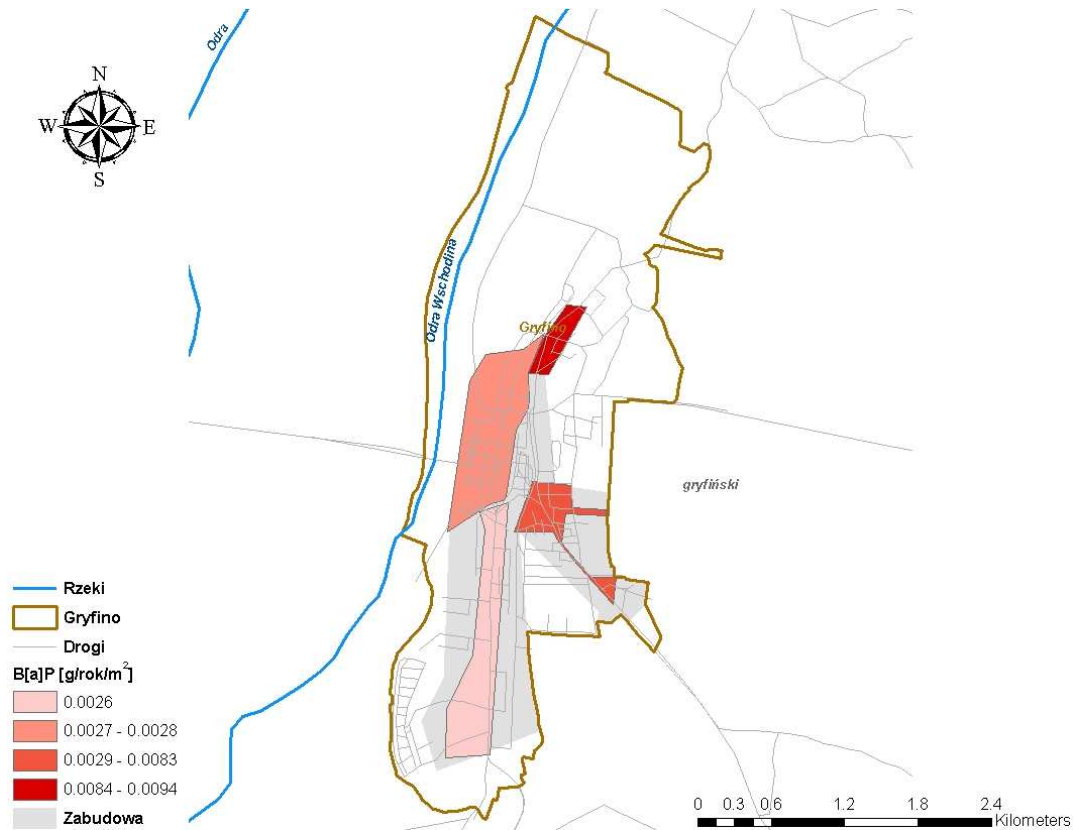 Odra
N
W E
S
Odra Wschodina
Gryfino
gryfiński
Rzeki
Gryfino
Drogi
B[a]P [g/rok/m²]
0.0026
0.0027 - 0.0028
0.0029 - 0.0083
0.0084 - 0.0094
Zabudowa
0 0.3 0.6 1.2 1.8 2.4
Kilometers